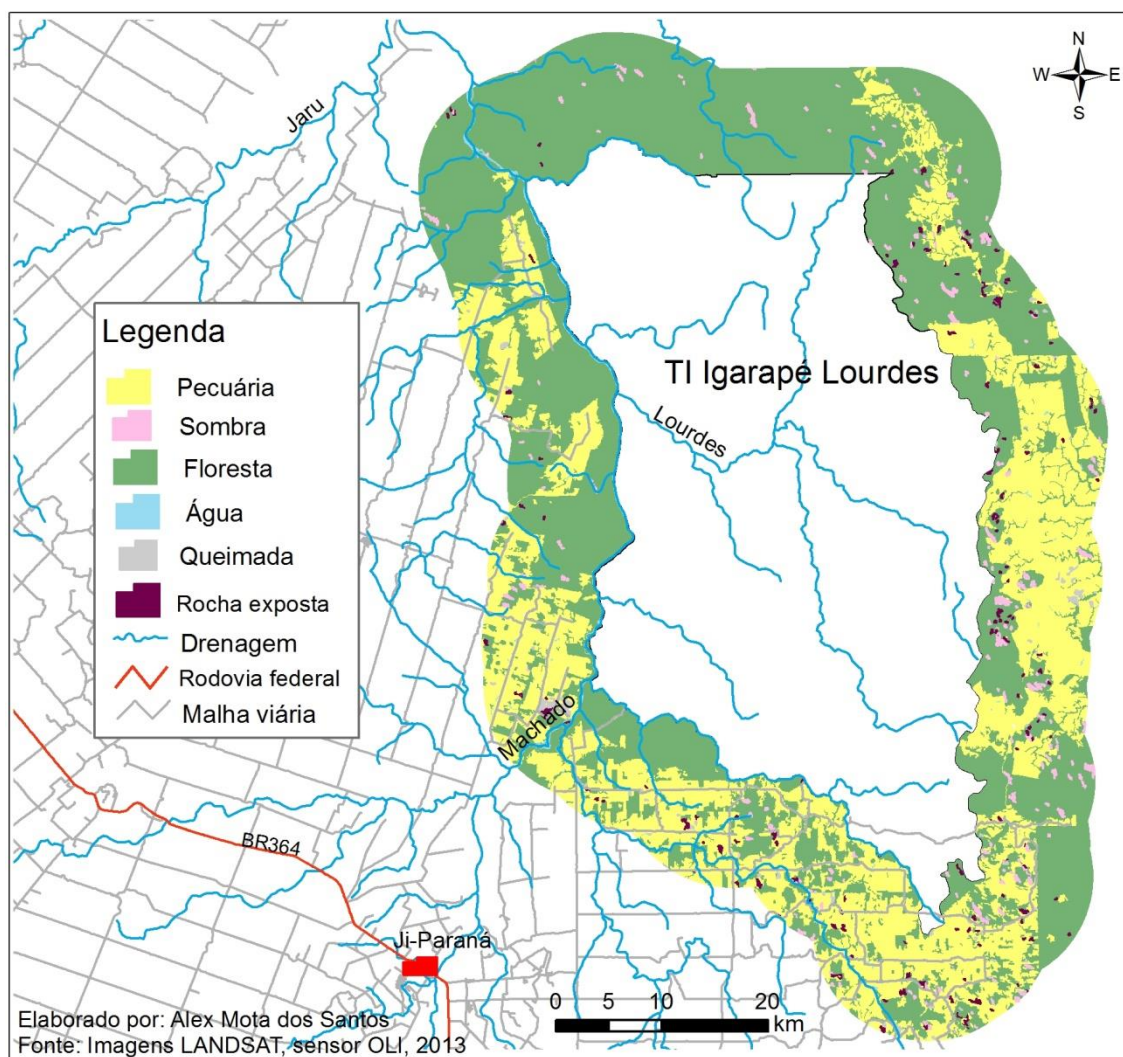 N
W E
S
Jaru
Legenda
Pecuária
Sombra
Floresta
Água
Queimada
Rocha exposta
Drenagem
Rodovia federal
Malha viária
TI Igarapé Lourdes
Lourdes
Machado
BR364
Ji-Paraná
0 5 10 20
km
Elaborado por: Alex Mota dos Santos
Fonte: Imagens LANDSAT, sensor OLI, 2013